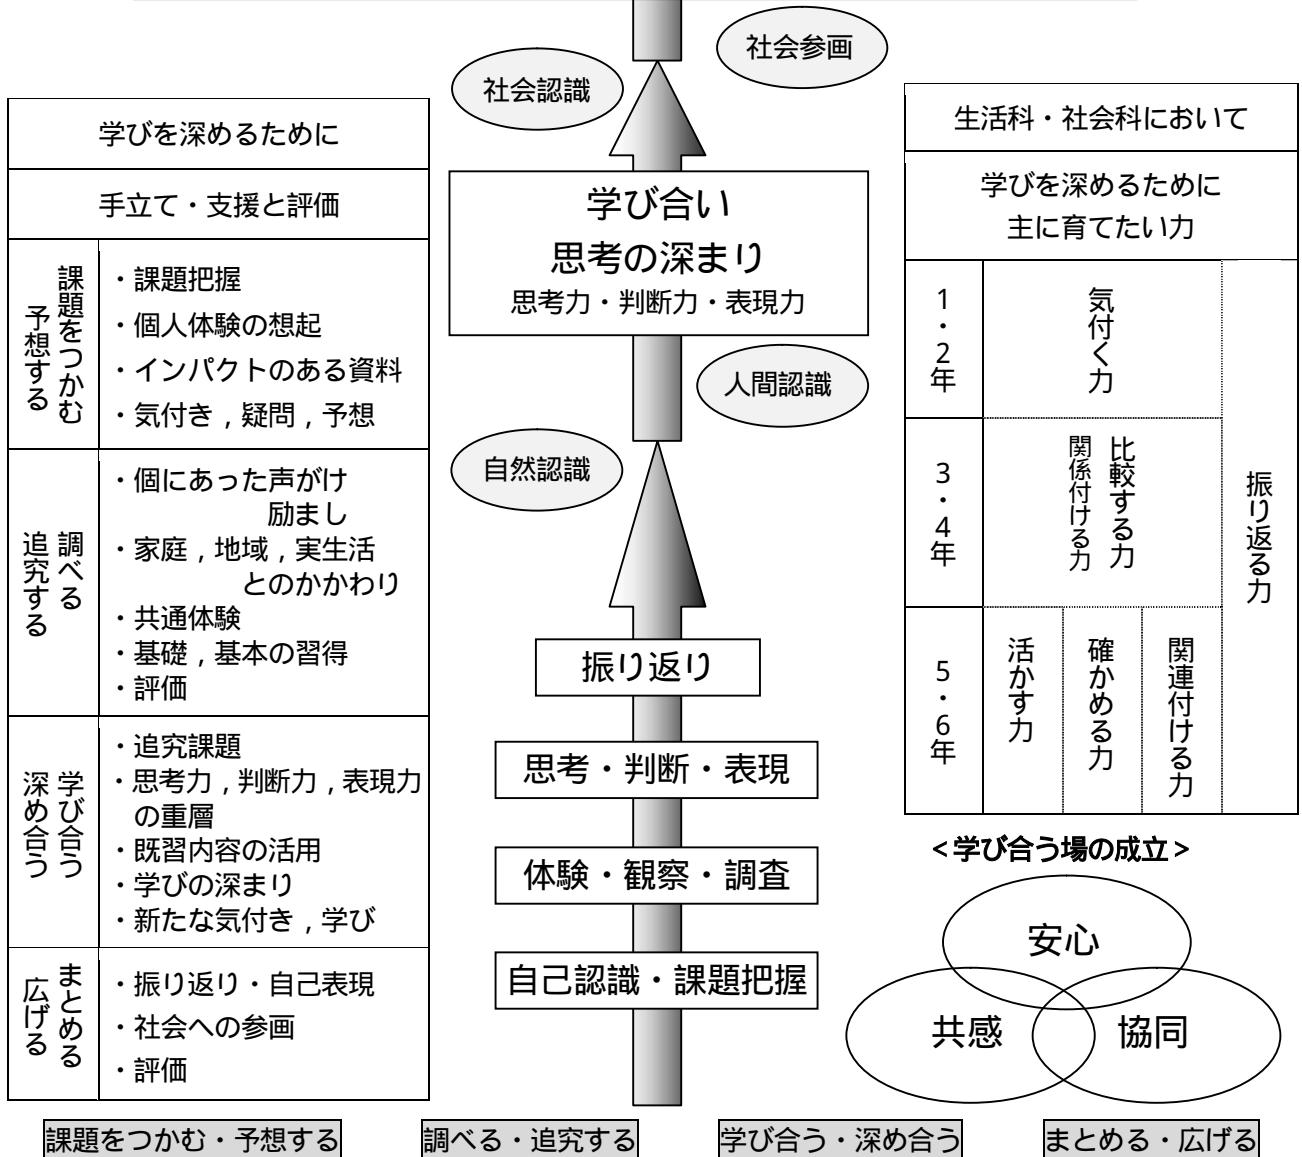 社会参画
社会認識
学びを深めるために
手立て・支援と評価
課題をつかむ
予想する
・課題把握
・個人体験の想起
・インパクトのある資料
・気付き，疑問，予想
調べる
追究する
・個にあった声がけ
励まし
・家庭，地域，実生活
とのかかわり
・共通体験
・基礎，基本の習得
・評価
学び合う
深め合う
・追究課題
・思考力，判断力，表現力
の重層
・既習内容の活用
・学びの深まり
・新たな気付き，学び
まとめる
広げる
・振り返り・自己表現
・社会への参画
・評価
学び合い
思考の深まり
思考力・判断力・表現力
人間認識
自然認識
振り返り
思考・判断・表現
体験・観察・調査
自己認識・課題把握
生活科・社会科において
学びを深めるために
主に育てたい力
1・2年
気付く力
3・4年
比較する力
関係付ける力
5・6年
活かす力
確かめる力
関連付ける力
振り返る力
<学び合う場の成立>
安心
共感
協同
課題をつかむ・予想する
調べる・追究する
学び合う・深め合う
まとめる・広げる